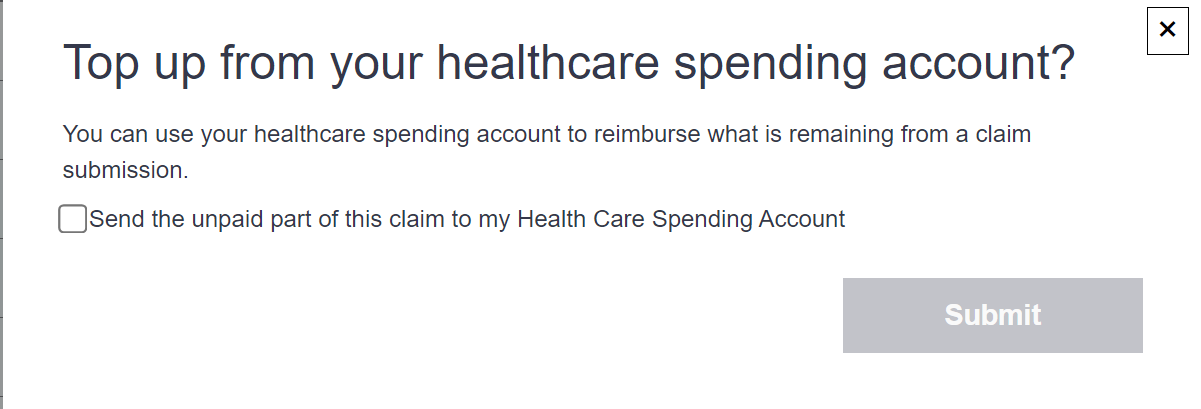 Top up from your healthcare spending account?
You can use your healthcare spending account to reimburse what is remaining from a claim
submission.
Send the unpaid part of this claim to my Health Care Spending Account
Submit